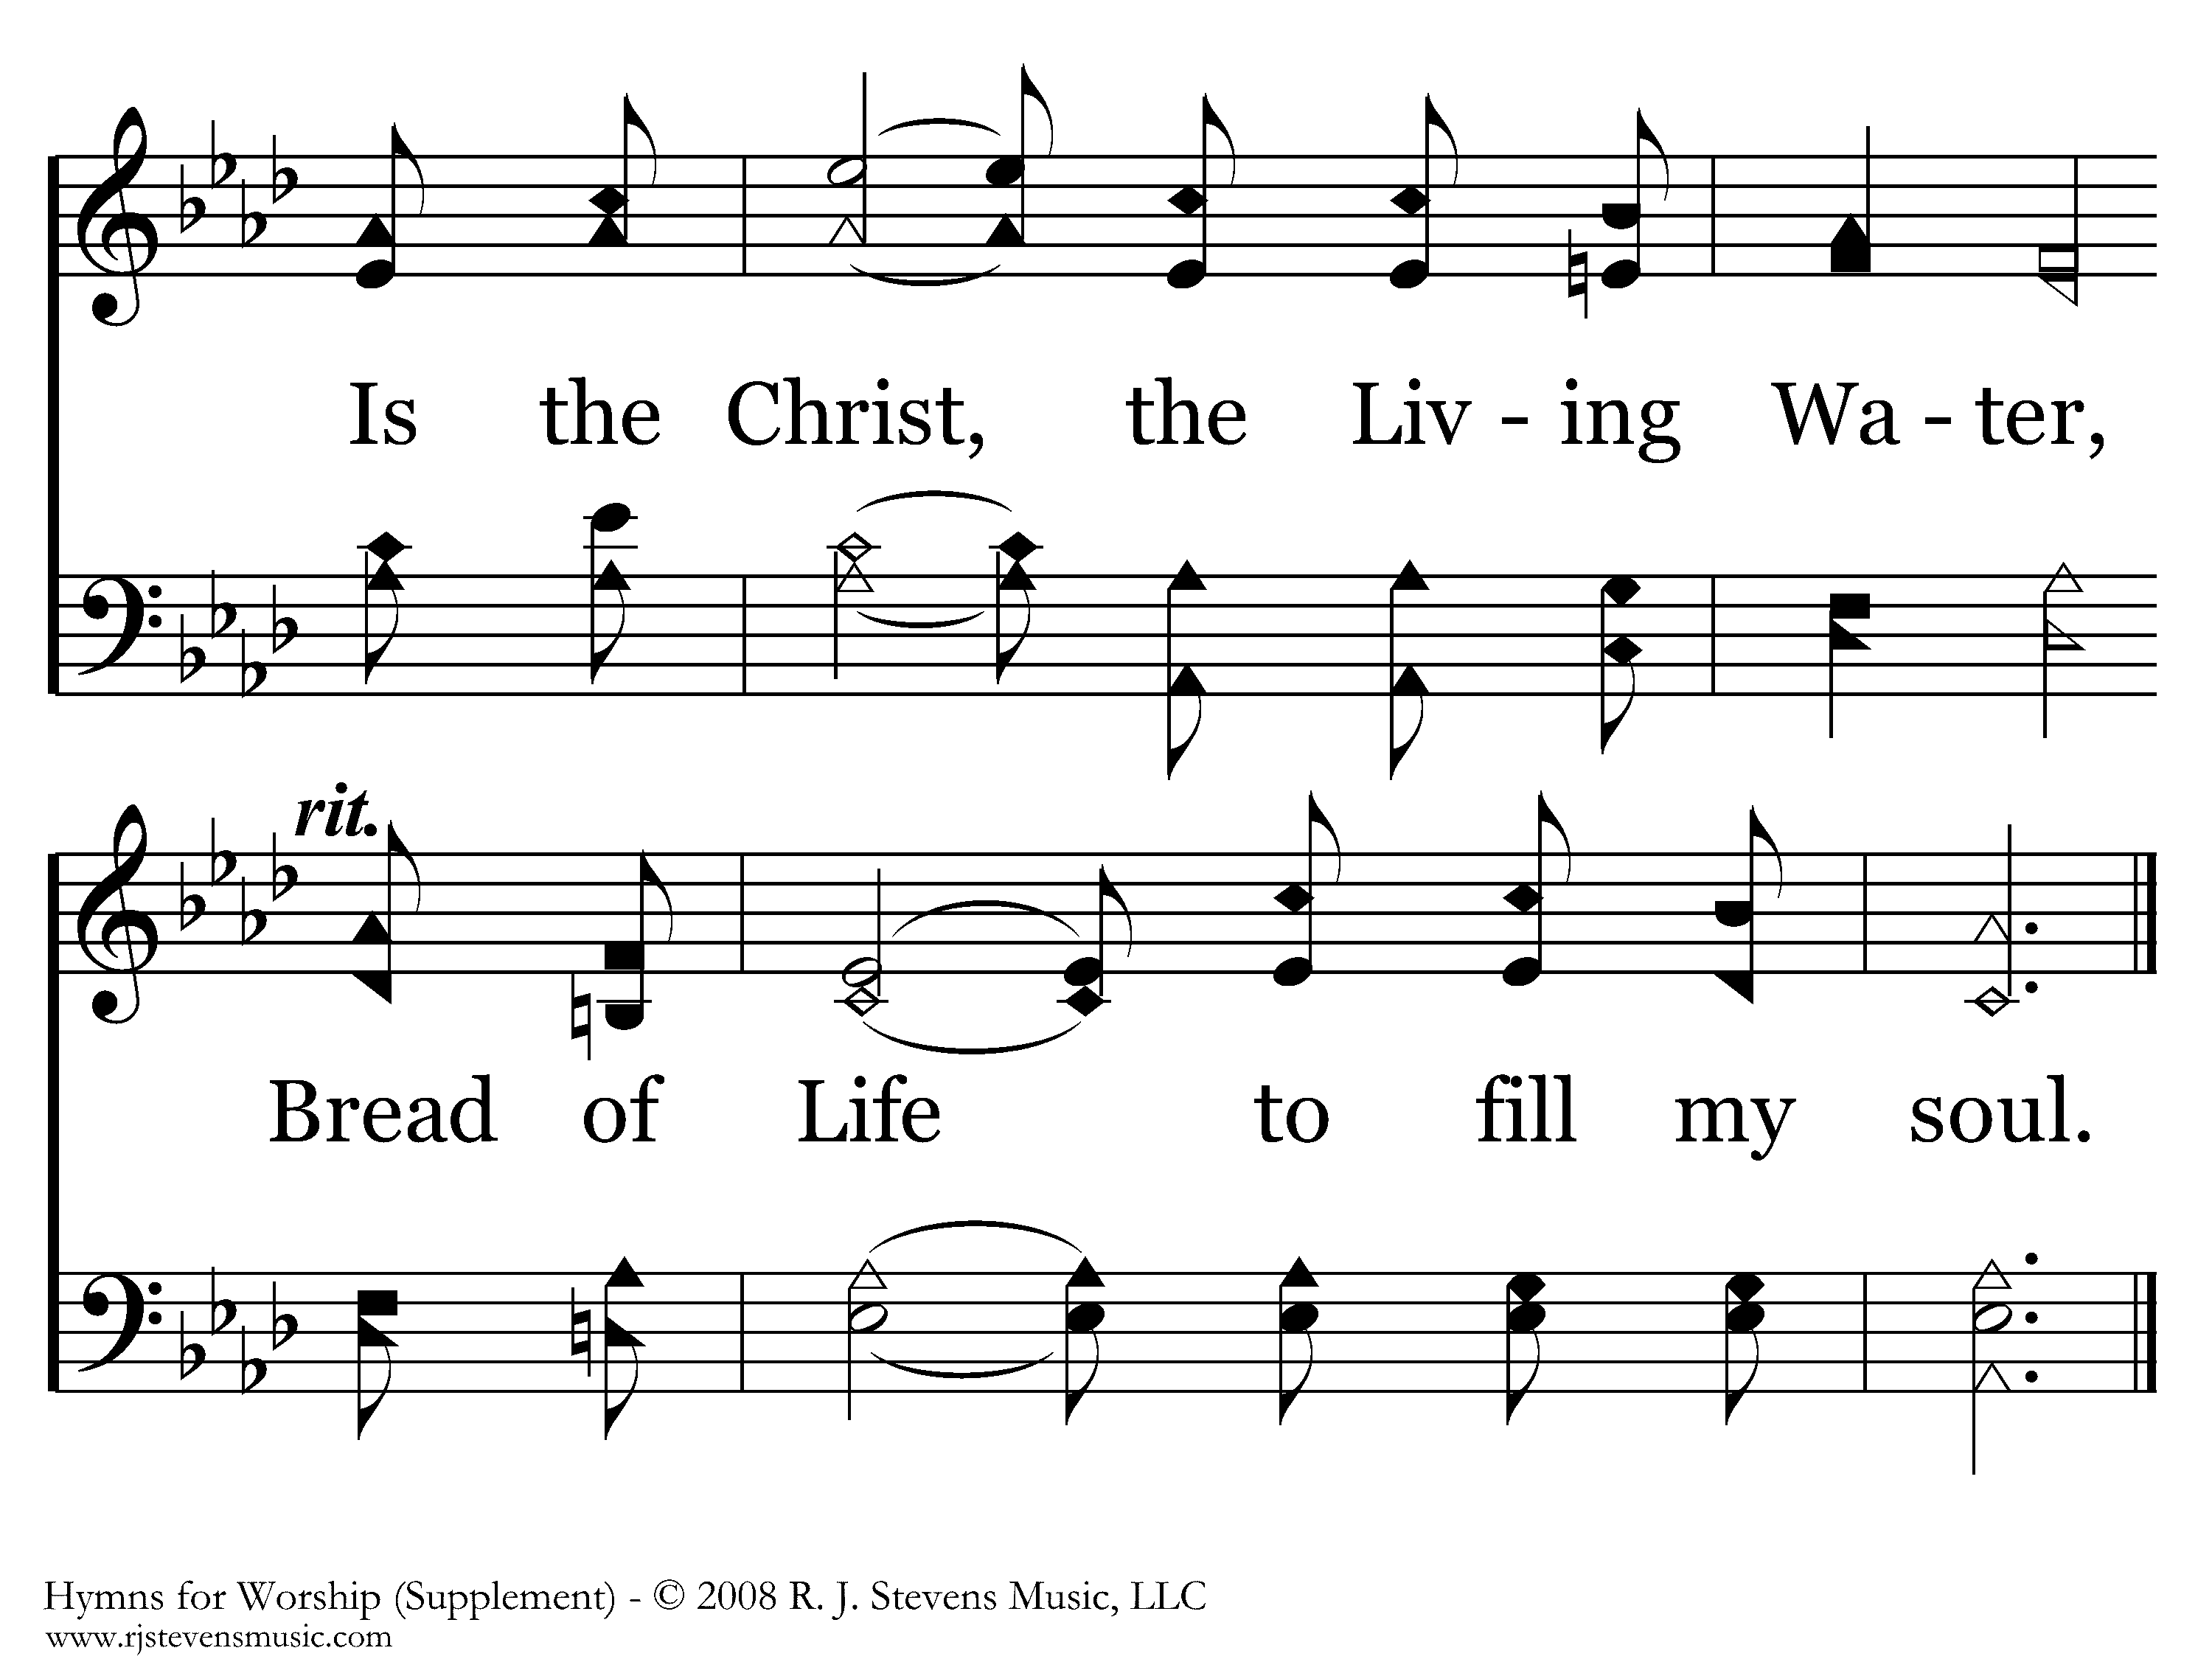 Is the Christ, the Liv - ing Wa - ter,
rit.
Bread of Life to fill my soul.
Hymns for Worship (Supplement) - © 2008 R. J. Stevens Music, LLC
www.rjstevensmusic.com